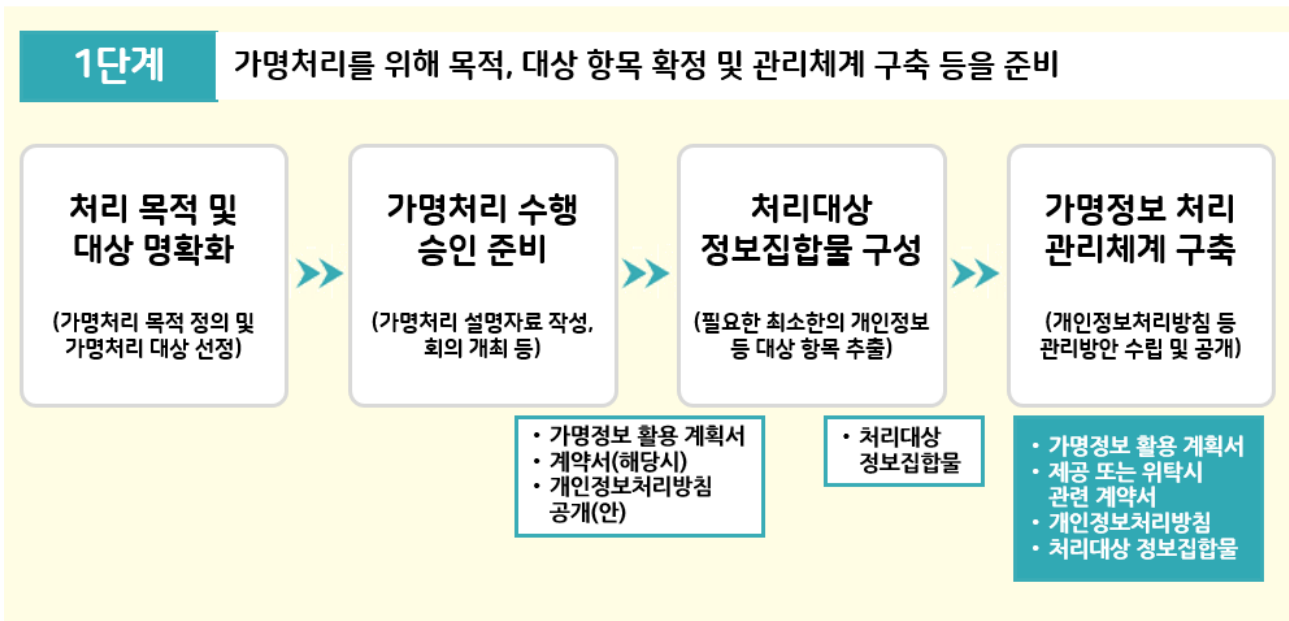 1단계
가명처리를 위해 목적, 대상 항목 확정 및 관리체계 구축 등을 준비
처리 목적 및
대상 명확화
(가명처리 목적 정의 및
가명처리 대상 선정)
가명처리 수행
승인 준비
(가명처리 설명자료 작성,
회의 개최 등)
처리대상
정보집합물 구성
(필요한 최소한의 개인정보
등 대상 항목 추출)
가명정보 처리
관리체계 구축
(개인정보처리방침 등
관리방안 수립 및 공개)
• 가명정보 활용 계획서
• 계약서(해당시)
• 개인정보처리방침
공개(안)
• 처리대상
정보집합물
• 가명정보 활용 계획서
• 제공 또는 위탁시
관련 계약서
• 개인정보처리방침
• 처리대상 정보집합물